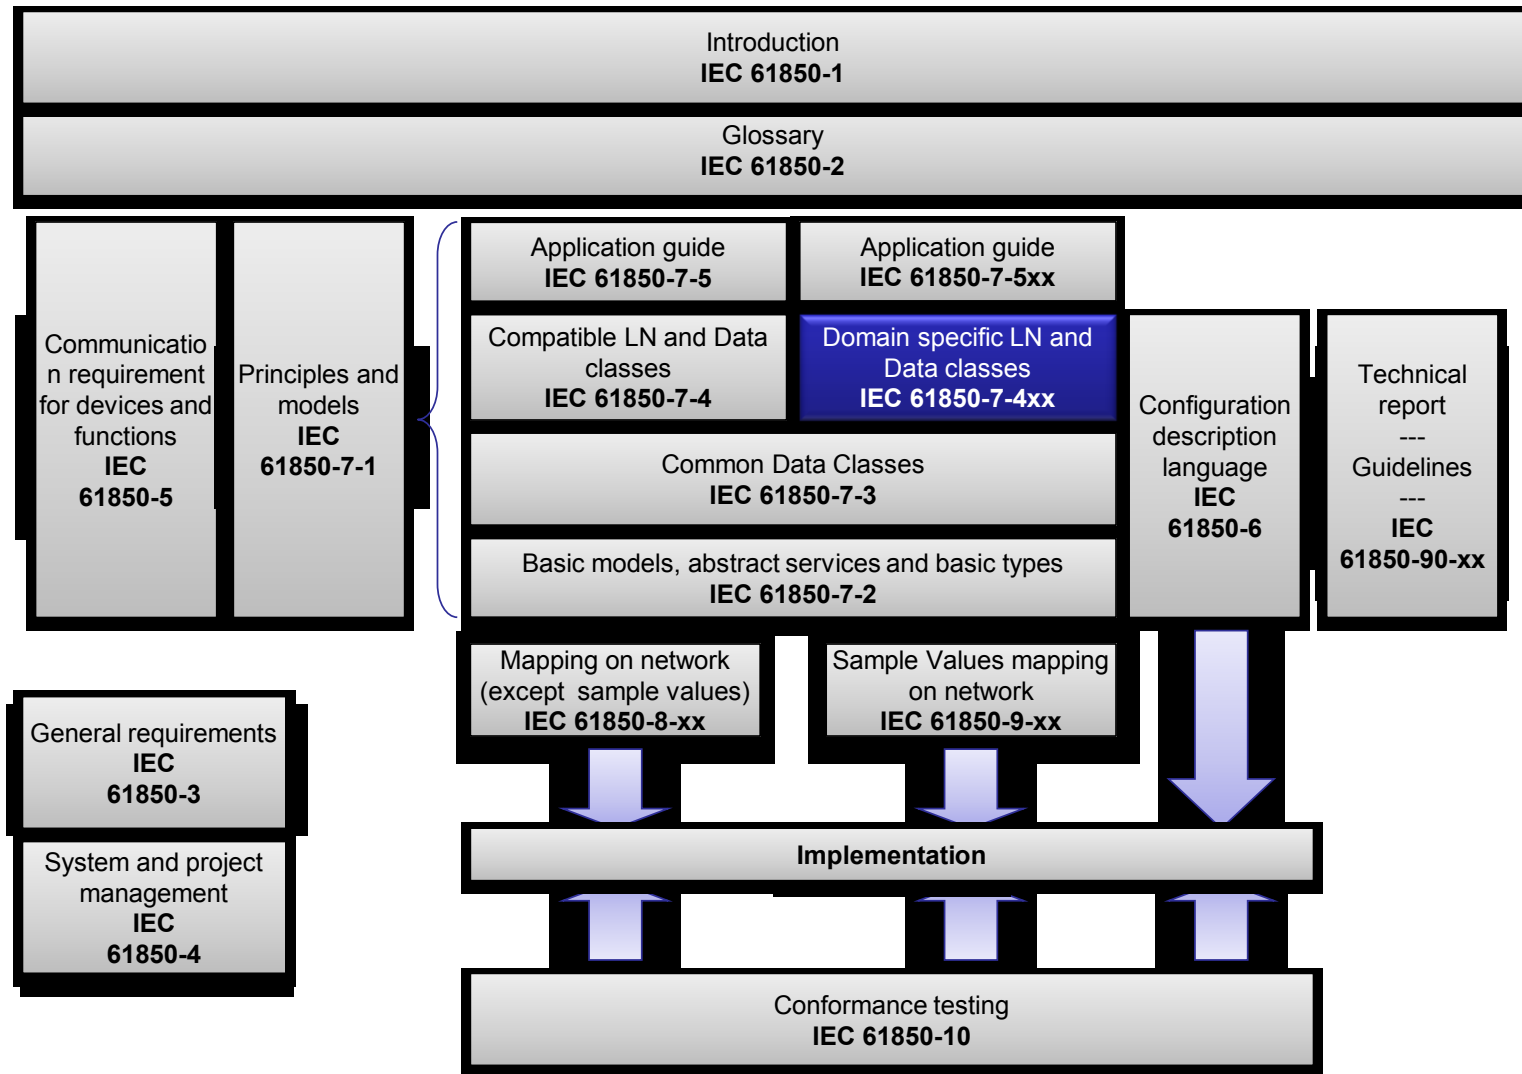 Introduction
IEC 61850-1
Glossary
IEC 61850-2
Communicatio
n requirement
for devices and
functions
IEC
61850-5
Principles and
models
IEC
61850-7-1
Application guide
IEC 61850-7-5
Application guide
IEC 61850-7-5xx
Compatible LN and Data
classes
IEC 61850-7-4
Domain specific LN and
Data classes
IEC 61850-7-4xx
Common Data Classes
IEC 61850-7-3
Basic models, abstract services and basic types
IEC 61850-7-2
Configuration
description
language
IEC
61850-6
Technical
report
---
Guidelines
---
IEC
61850-90-xx
Mapping on network
(except sample values)
IEC 61850-8-xx
Sample Values mapping
on network
IEC 61850-9-xx
General requirements
IEC
61850-3
System and project
management
IEC
61850-4
Implementation
Conformance testing
IEC 61850-10